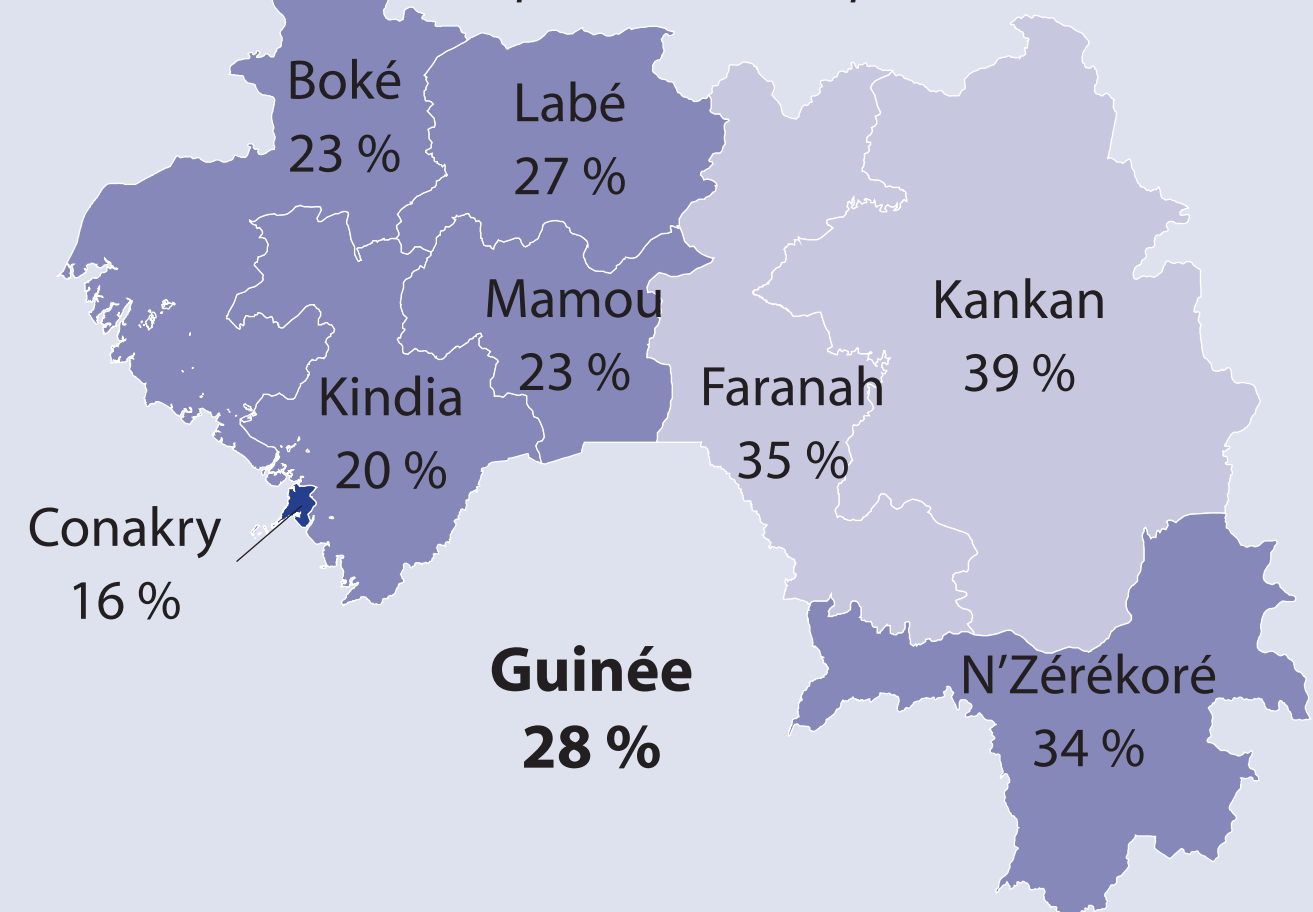 Boké
23 %
Labé
27 %
Mamou
23 %
Kankan
39 %
Faranah
35 %
Kindia
20 %
Conakry
16 %
Guinée
28 %
N’Zérékoré
34 %